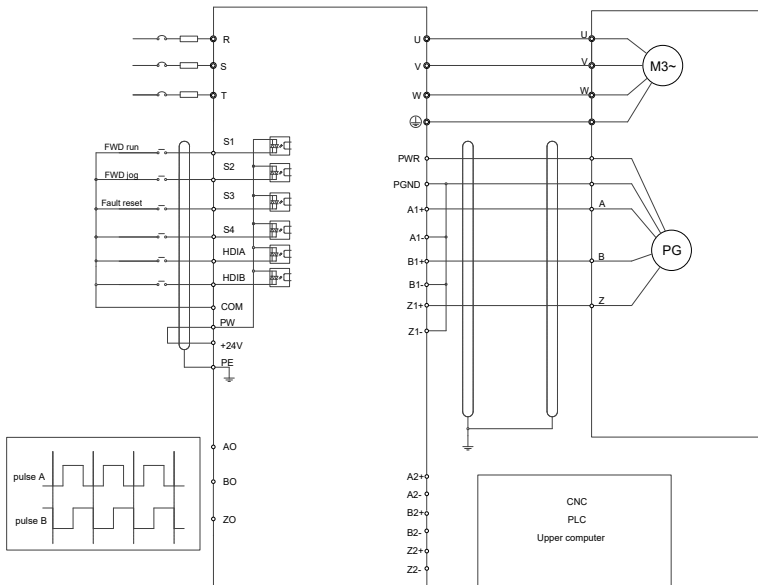 R
S
T
FWD run
FWD jog
Fault reset
S1
S2
S3
S4
HDIA
HDIB
COM
PW
+24V
PE
U
V
W
PWR
PGND
A1+
A1-
B1+
B1-
Z1+
Z1-
U
V
W
M3~
A
B
Z
PG
pulse A
pulse B
AO
BO
ZO
A2+
A2-
B2+
B2-
Z2+
Z2-
CNC
PLC
Upper computer